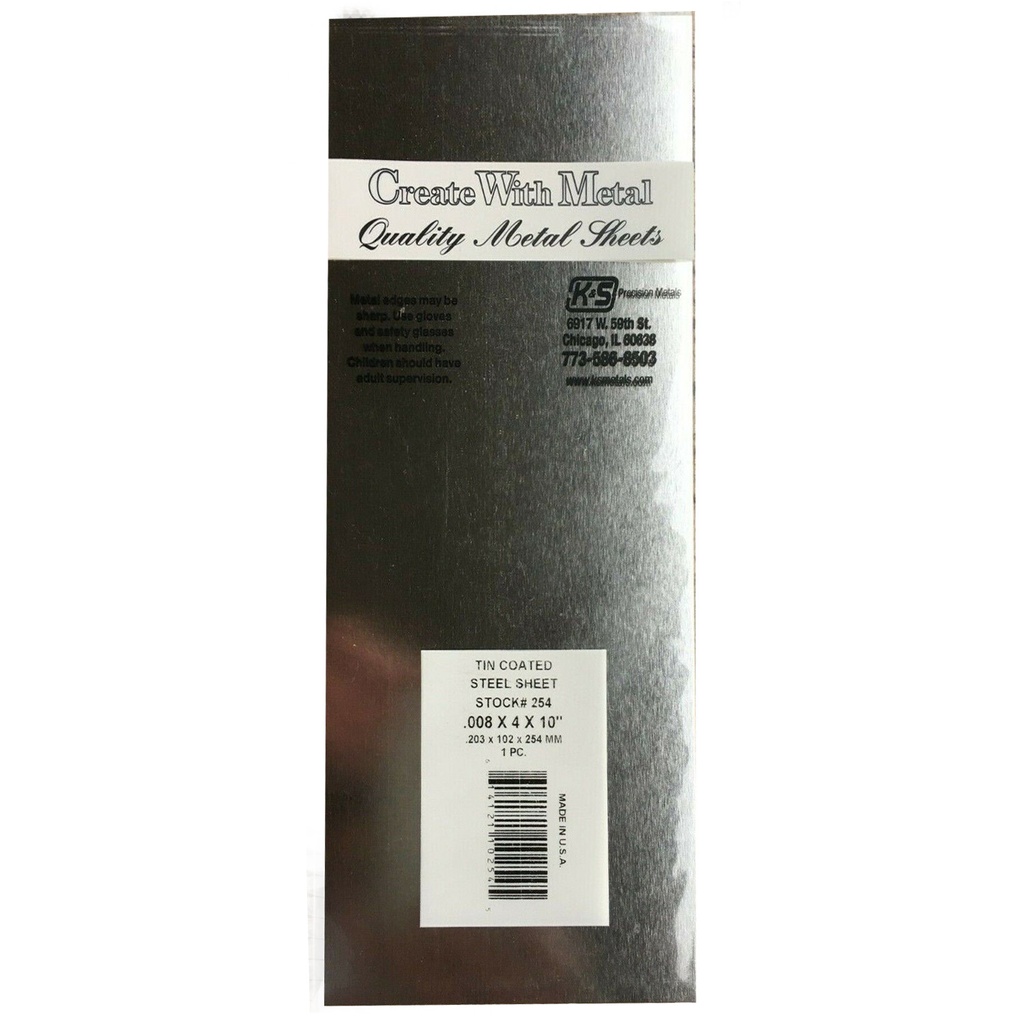 Create With Metal
Quality Metal Sheets
Metal edges may be
sharp. Use gloves
and safety glasses
when handling.
Children should have
adult supervision.
K&S Precision Metals
6917 W. 59th St.
Chicago, IL 60638
773-586-8503
www.ksmetals.com
TIN COATED
STEEL SHEET
STOCK# 254
.008 X 4 X 10"
.203 x 102 x 254 MM
1 PC.
MADE IN U.S.A.
14121 10254